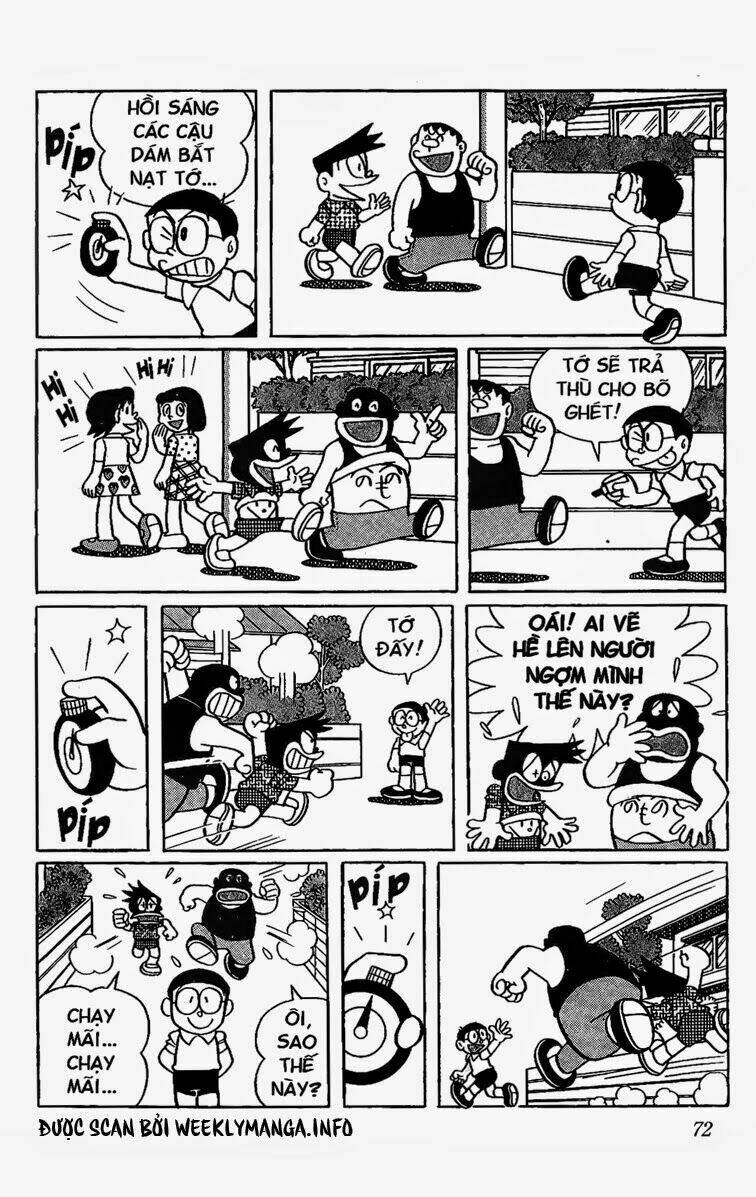 HỒI SÁNG
CÁC CẬU
DÁM BẮT
NẠT TỚ...
PÍP
HI HI
HI
HI
TỚ SẼ TRẢ
THÙ CHO BÕ
GHÉT!
PÍP
TỚ
ĐẤY!
OÁI! AI VẼ
HỀ LÊN NGƯỜI
NGỢM MÌNH
THẾ NÀY?
CHẠY
MÃI...
CHẠY
MÃI...
ÔI,
SAO
THẾ
NÀY?
PÍP
ĐƯỢC SCAN BỞI WEEKLYMANGA.INFO
72